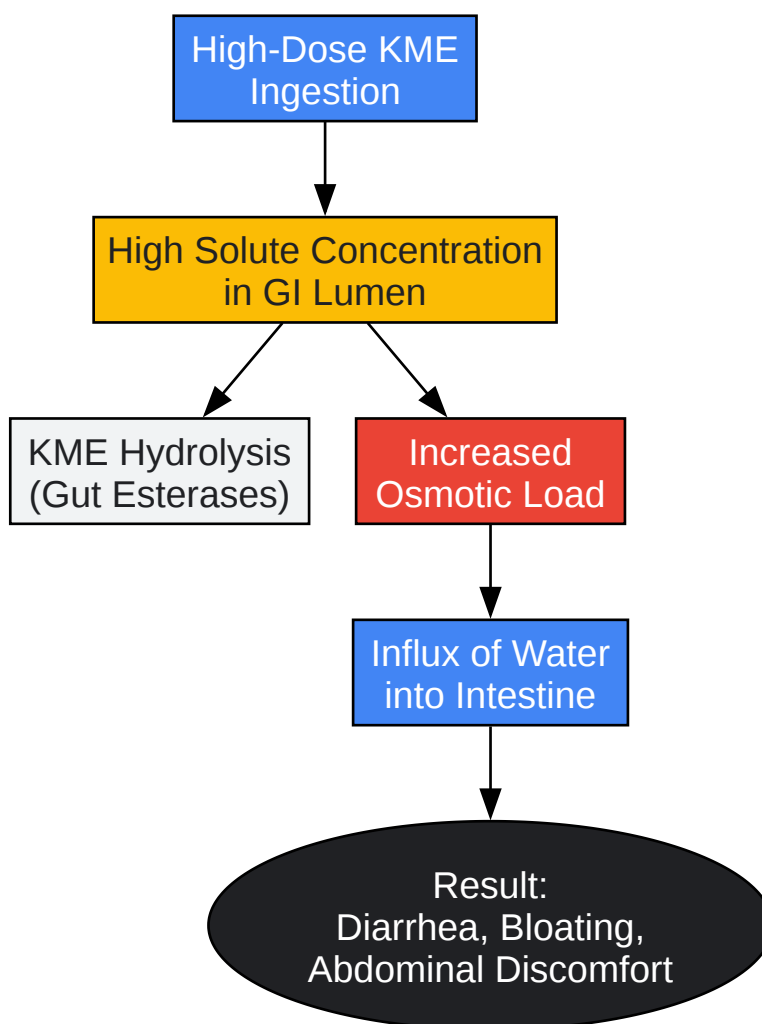 High-Dose KME
Ingestion
High Solute Concentration
in GI Lumen
KME Hydrolysis
(Gut Esterases)
Increased
Osmotic Load
Influx of Water
into Intestine
Result:
Diarrhea, Bloating,
Abdominal Discomfort